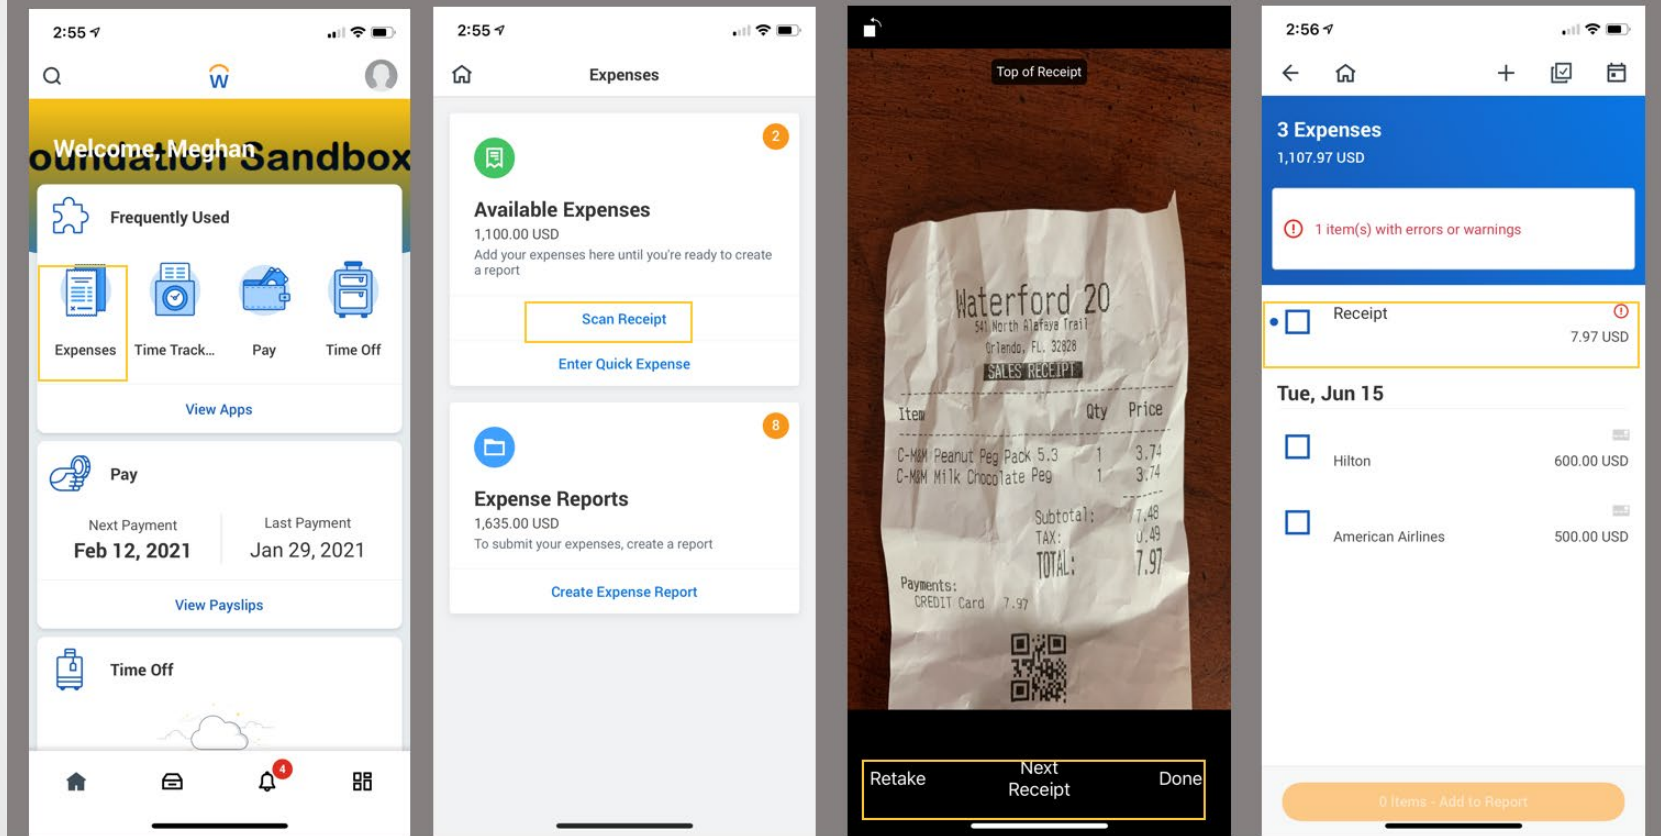 2:55
W
oundation Sandbox
Welcome, Meghan
Frequently Used
Expenses
Time Track...
Pay
Time Off
View Apps
Pay
Next Payment
Last Payment
Feb 12, 2021
Jan 29, 2021
View Payslips
Time Off
4
2:55
Expenses
2
Available Expenses
1,100.00 USD
Add your expenses here until you're ready to create
a report
Scan Receipt
Enter Quick Expense
8
Expense Reports
1,635.00 USD
To submit your expenses, create a report
Create Expense Report
Top of Receipt
Waterford 20
541 North Alafaya Trail
Orlando, FL. 32828
SALES RECEIPT
Item Qty Price
C-M&M Peanut Peg Pack 5.3 1 3.74
C-M&M Milk Chocolate Peg 1 3.74
Subtotal: 7.48
TAX: 0.49
TOTAL: 7.97
Payments:
CREDIT Card 7.97
Retake
Next
Receipt
Done
2:56
3 Expenses
1,107.97 USD
1 item(s) with errors or warnings
Receipt
7.97 USD
Tue, Jun 15
Hilton
600.00 USD
American Airlines
500.00 USD
0 Items - Add to Report